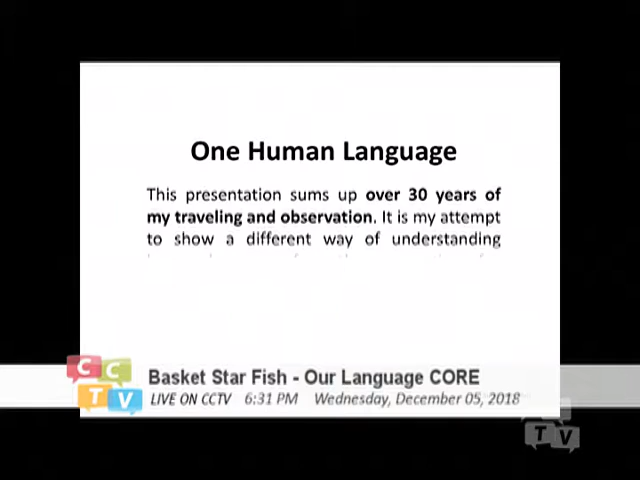 One Human Language
This presentation sums up over 30 years of
my traveling and observation. It is my attempt
to show a different way of understanding
CC
TV
Basket Star Fish - Our Language CORE
LIVE ON CCTV 6:31 PM Wednesday, December 05, 2018
TV